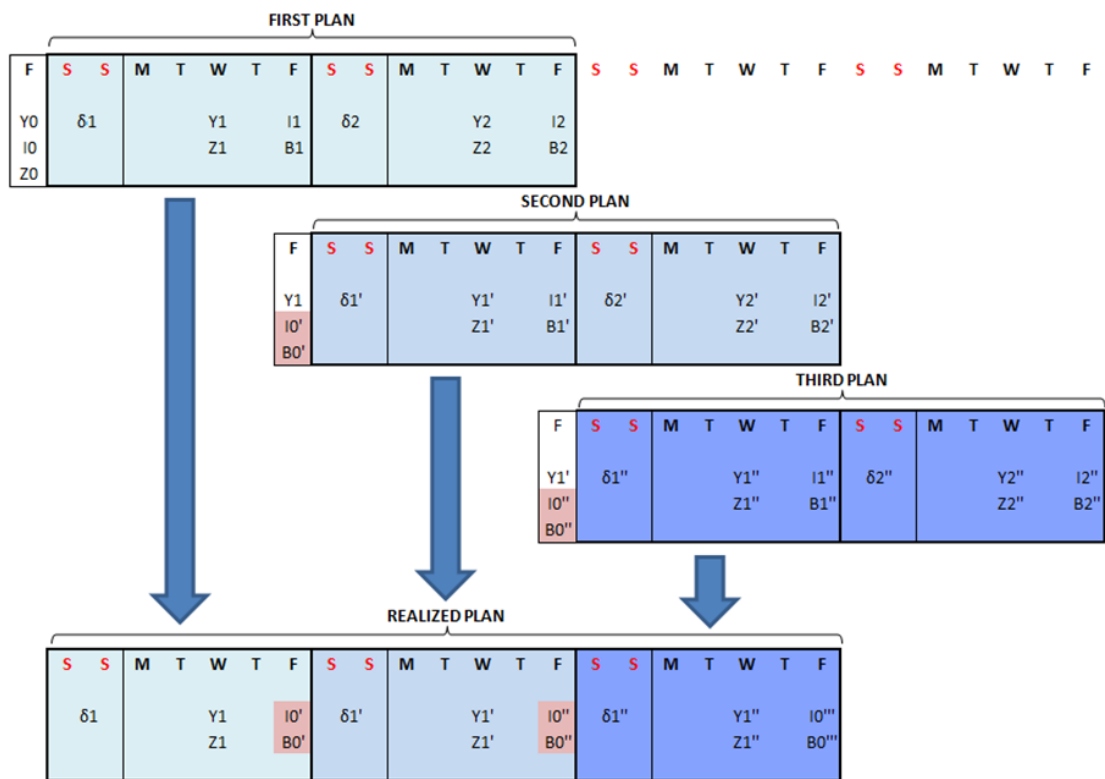 FIRST PLAN
F S S M T W T F S S M T W T F S S M T W T F S S M T W T F
Y0 δ1 Y1 I1 δ2 Y2 I2
I0 Z1 B1 Z2 B2
Z0
SECOND PLAN
F S S M T W T F S S M T W T F
Y1 δ1' Y1' I1' δ2' Y2' I2'
I0' Z1' B1' Z2' B2'
B0'
THIRD PLAN
F S S M T W T F S S M T W T F
Y1' δ1'' Y1'' I1'' δ2'' Y2'' I2''
I0'' Z1'' B1'' Z2'' B2''
B0''
REALIZED PLAN
S S M T W T F S S M T W T F S S M T W T F
δ1 Y1 I0' δ1' Y1' I0'' δ1'' Y1'' I0'''
Z1 B0' Z1' B0'' Z1'' B0'''